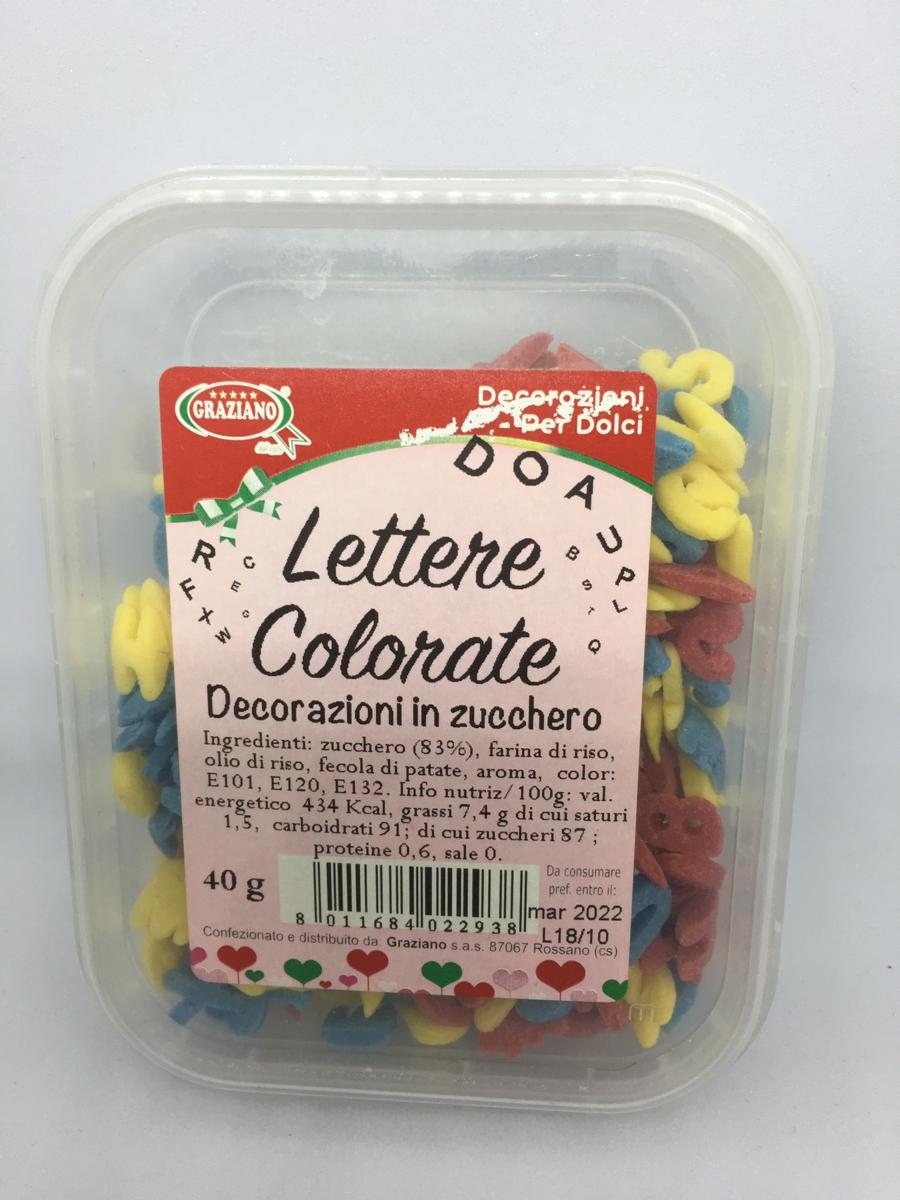 GRAZIANO
Decorazioni
Per Dolci
D O A U P L
B S T Q
R F X W
C E G
Lettere
Colorate
Decorazioni in zucchero
Ingredienti: zucchero (83%), farina di riso,
olio di riso, fecola di patate, aroma, color:
E101, E120, E132. Info nutriz/100g: val.
energetico 434 Kcal, grassi 7,4 g di cui saturi
1,5, carboidrati 91; di cui zuccheri 87 ;
proteine 0,6, sale 0.
40 g
Da consumare
pref. entro il:
mar 2022
L18/10
8 011684 022938
Confezionato e distribuito da: Graziano s.a.s. 87067 Rossano (cs)